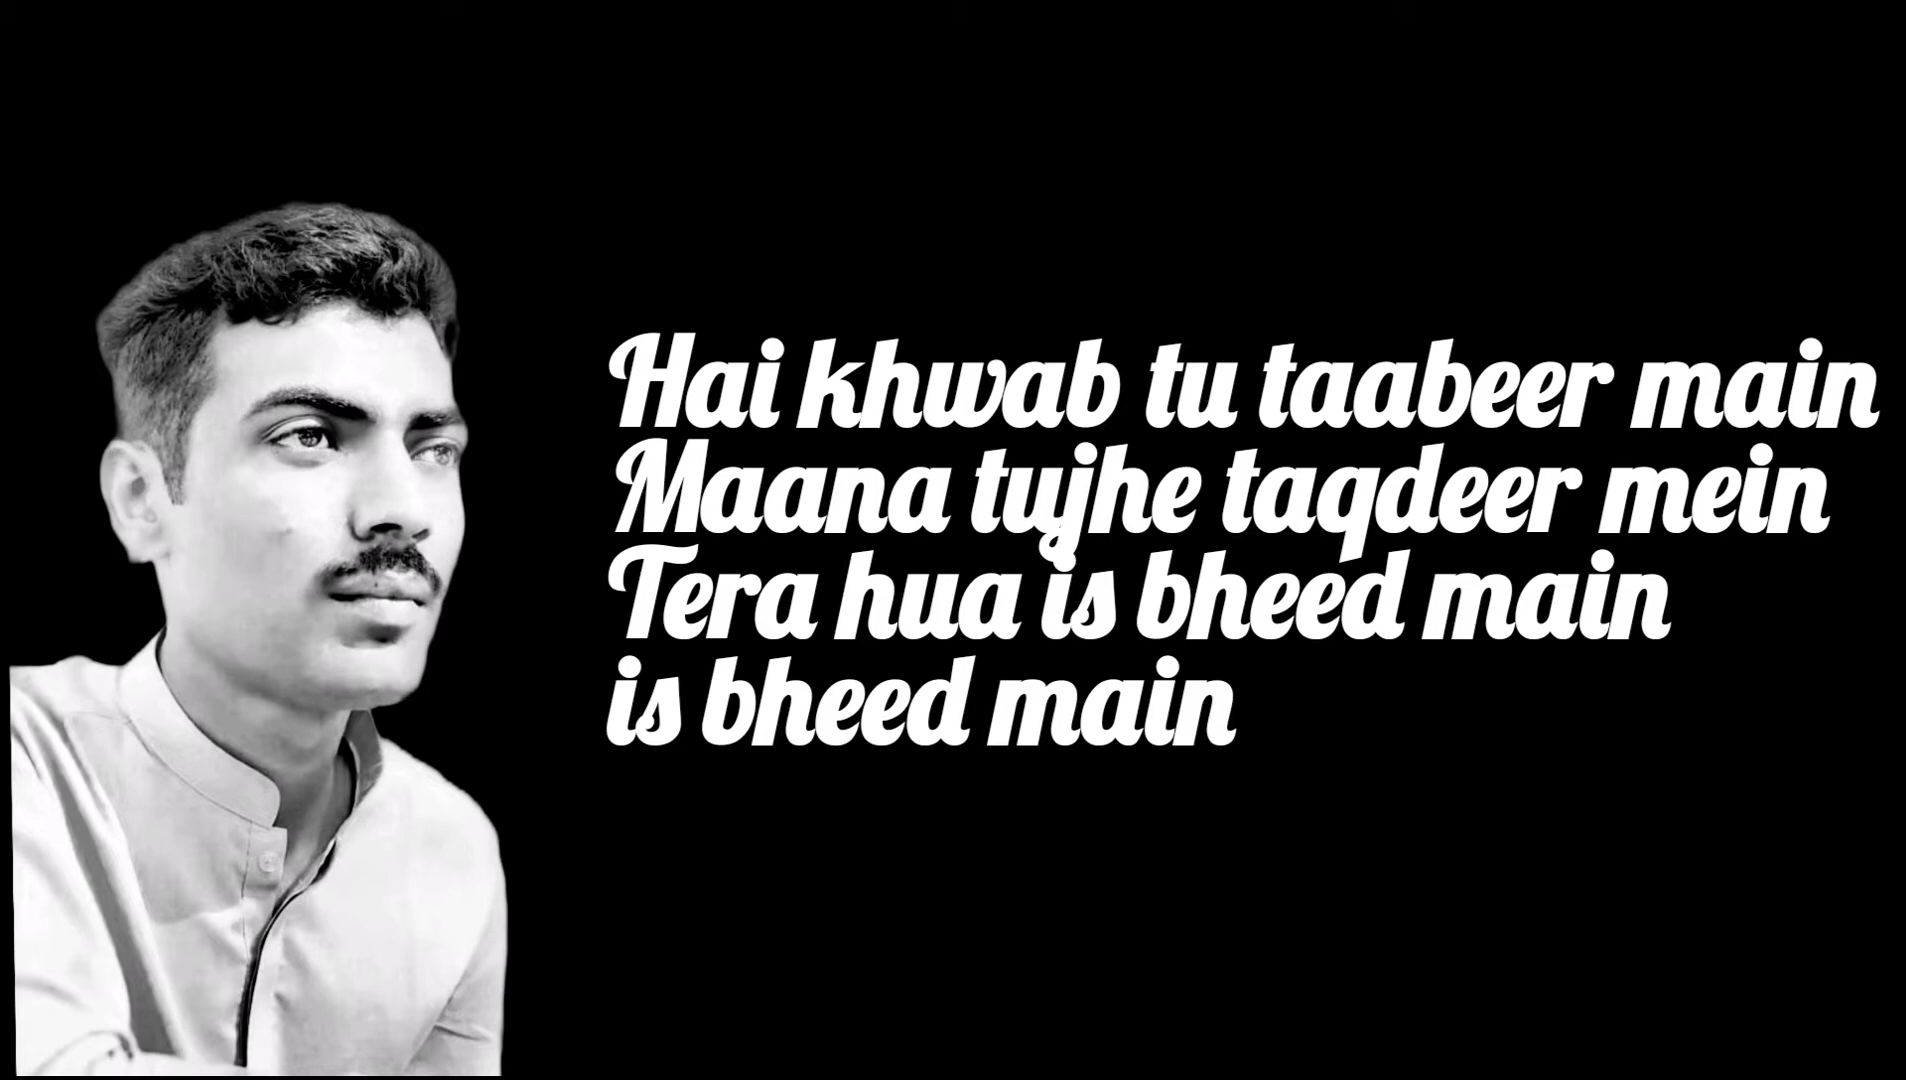 Hai khwab tu taabeer main
Maana tujhe taqdeer mein
Tera hua is bheed main
is bheed main